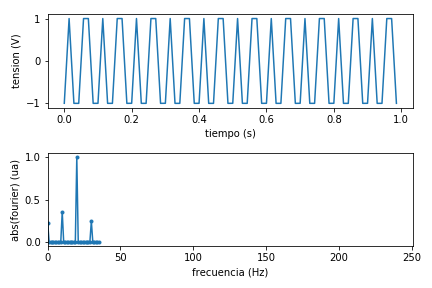 1
0
−1
tension (V)
0.0 0.2 0.4 0.6 0.8 1.0
tiempo (s)
1.0
0.5
0.0
abs(fourier) (ua)
0 50 100 150 200 250
frecuencia (Hz)